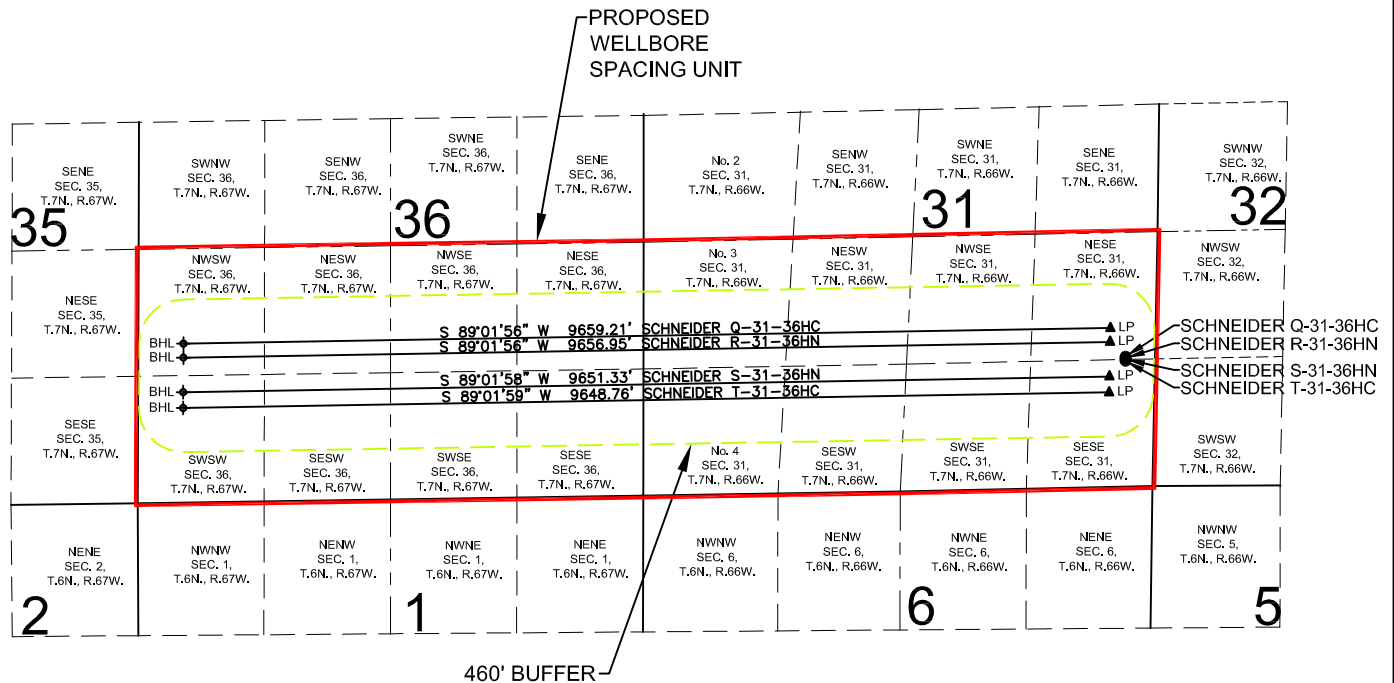 PROPOSED
WELLBORE
SPACING UNIT
SENE
SEC. 35,
T.7N., R.67W.
SWNW
SEC. 36,
T.7N., R.67W.
SENW
SEC. 36,
T.7N., R.67W.
SWNE
SEC. 36,
T.7N., R.67W.
SENE
SEC. 36,
T.7N., R.67W.
No. 2
SEC. 31,
T.7N., R.66W.
SENW
SEC. 31,
T.7N., R.66W.
SWNE
SEC. 31,
T.7N., R.66W.
SENE
SEC. 31,
T.7N., R.66W.
SWNW
SEC. 32,
T.7N., R.66W.
35
36
31
32
NESE
SEC. 35,
T.7N., R.67W.
NWSW
SEC. 36,
T.7N., R.67W.
NESW
SEC. 36,
T.7N., R.67W.
NWSE
SEC. 36,
T.7N., R.67W.
NESE
SEC. 36,
T.7N., R.67W.
No. 3
SEC. 31,
T.7N., R.66W.
NESW
SEC. 31,
T.7N., R.66W.
NWSE
SEC. 31,
T.7N., R.66W.
NESE
SEC. 31,
T.7N., R.66W.
NWSW
SEC. 32,
T.7N., R.66W.
BHL S 89°01'56" W 9659.21' SCHNEIDER Q-31-36HC LP
BHL S 89°01'56" W 9656.95' SCHNEIDER R-31-36HN LP
BHL S 89°01'58" W 9651.33' SCHNEIDER S-31-36HN LP
BHL S 89°01'59" W 9648.76' SCHNEIDER T-31-36HC LP
SCHNEIDER Q-31-36HC
SCHNEIDER R-31-36HN
SCHNEIDER S-31-36HN
SCHNEIDER T-31-36HC
SESE
SEC. 35,
T.7N., R.67W.
SWSW
SEC. 36,
T.7N., R.67W.
SESW
SEC. 36,
T.7N., R.67W.
SWSE
SEC. 36,
T.7N., R.67W.
SESE
SEC. 36,
T.7N., R.67W.
No. 4
SEC. 31,
T.7N., R.66W.
SESW
SEC. 31,
T.7N., R.66W.
SWSE
SEC. 31,
T.7N., R.66W.
SESE
SEC. 31,
T.7N., R.66W.
SWSW
SEC. 32,
T.7N., R.66W.
NENE
SEC. 2,
T.6N., R.67W.
NWNW
SEC. 1,
T.6N., R.67W.
NENW
SEC. 1,
T.6N., R.67W.
NWNE
SEC. 1,
T.6N., R.67W.
NENE
SEC. 1,
T.6N., R.67W.
NWNW
SEC. 6,
T.6N., R.66W.
NENW
SEC. 6,
T.6N., R.66W.
NWNE
SEC. 6,
T.6N., R.66W.
NENE
SEC. 6,
T.6N., R.66W.
NWNW
SEC. 5,
T.6N., R.66W.
2
1
6
5
460' BUFFER